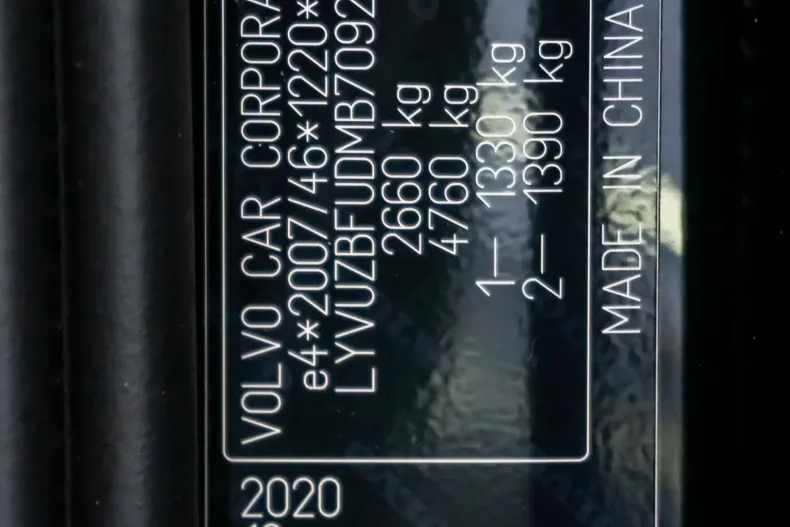 VOLVO CAR CORPORA
e4*2007/46*1220*
LYVUZBFUDMB7092
2660 kg
4760 kg
1— 1330 kg
2— 1390 kg
MADE IN CHINA
2020